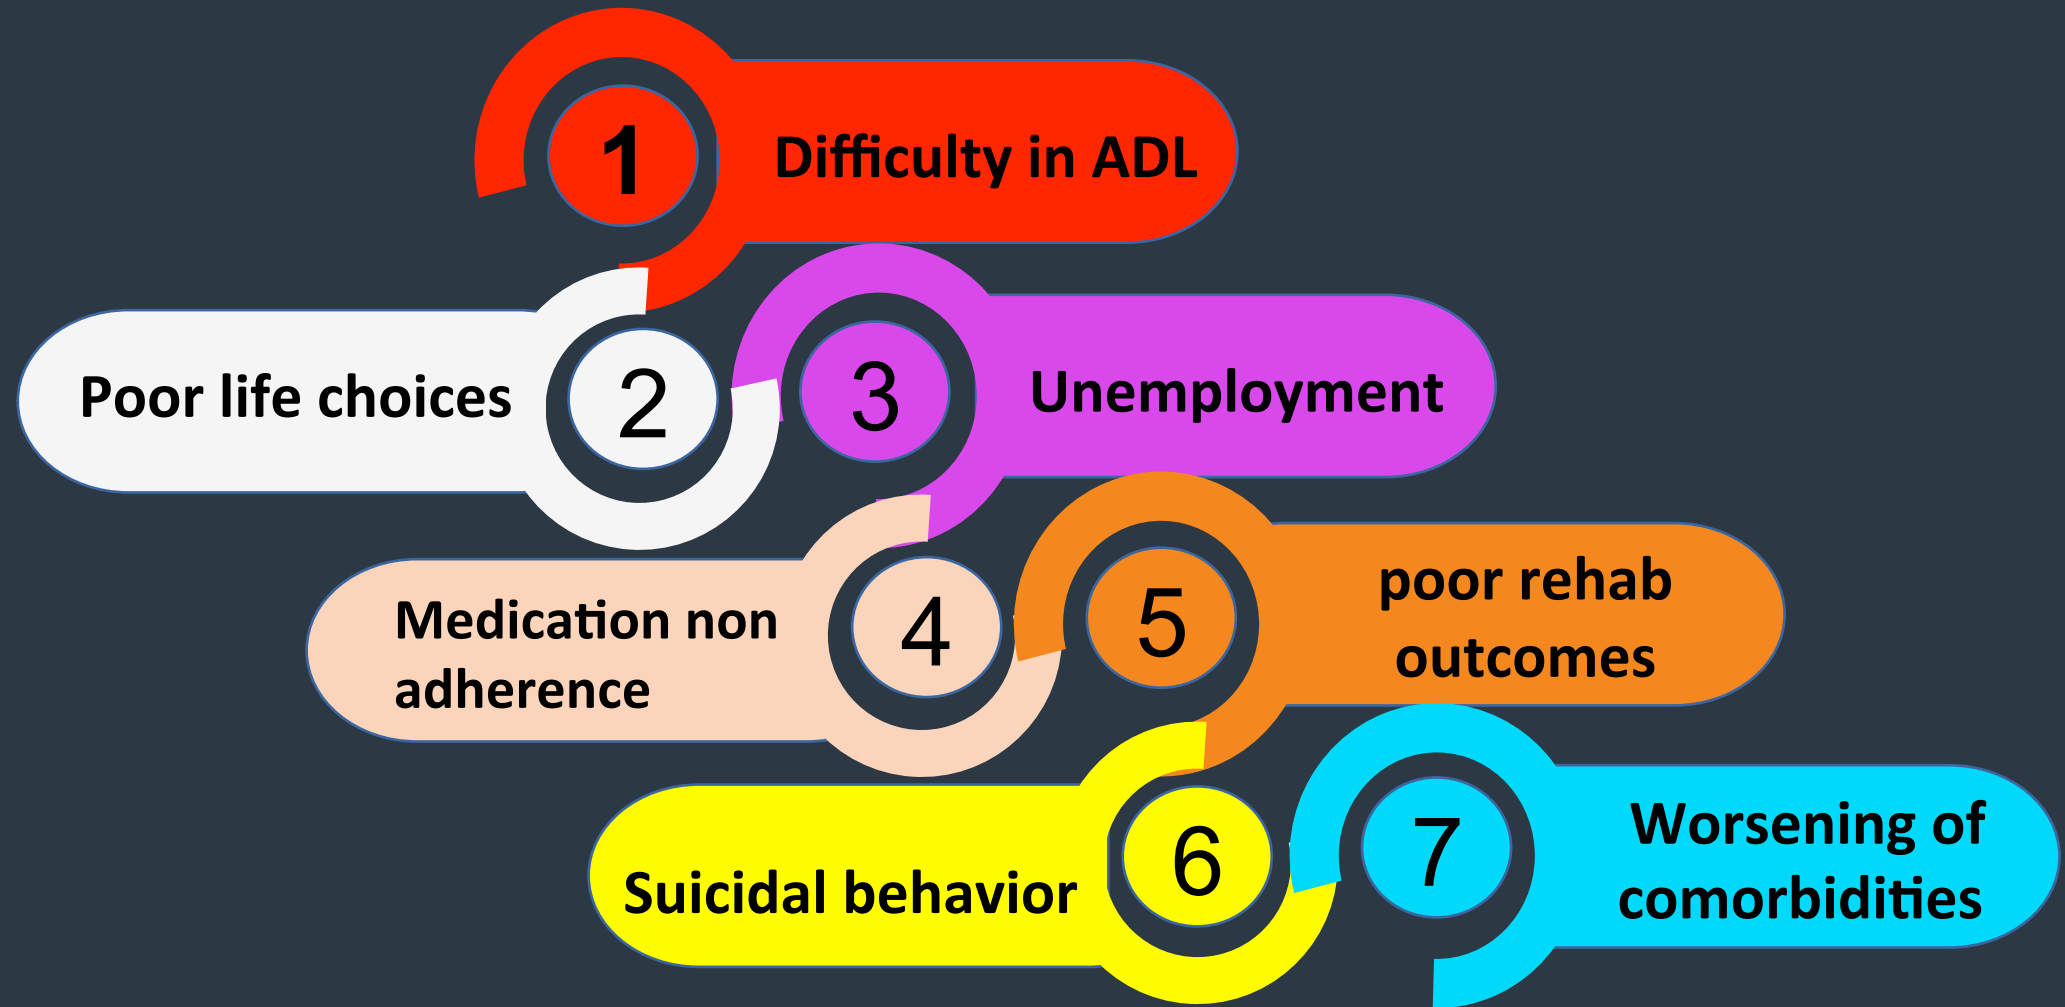 1
Difficulty in ADL
2
Poor life choices
3
Unemployment
4
Medication non
adherence
5
poor rehab
outcomes
6
Suicidal behavior
7
Worsening of
comorbidities